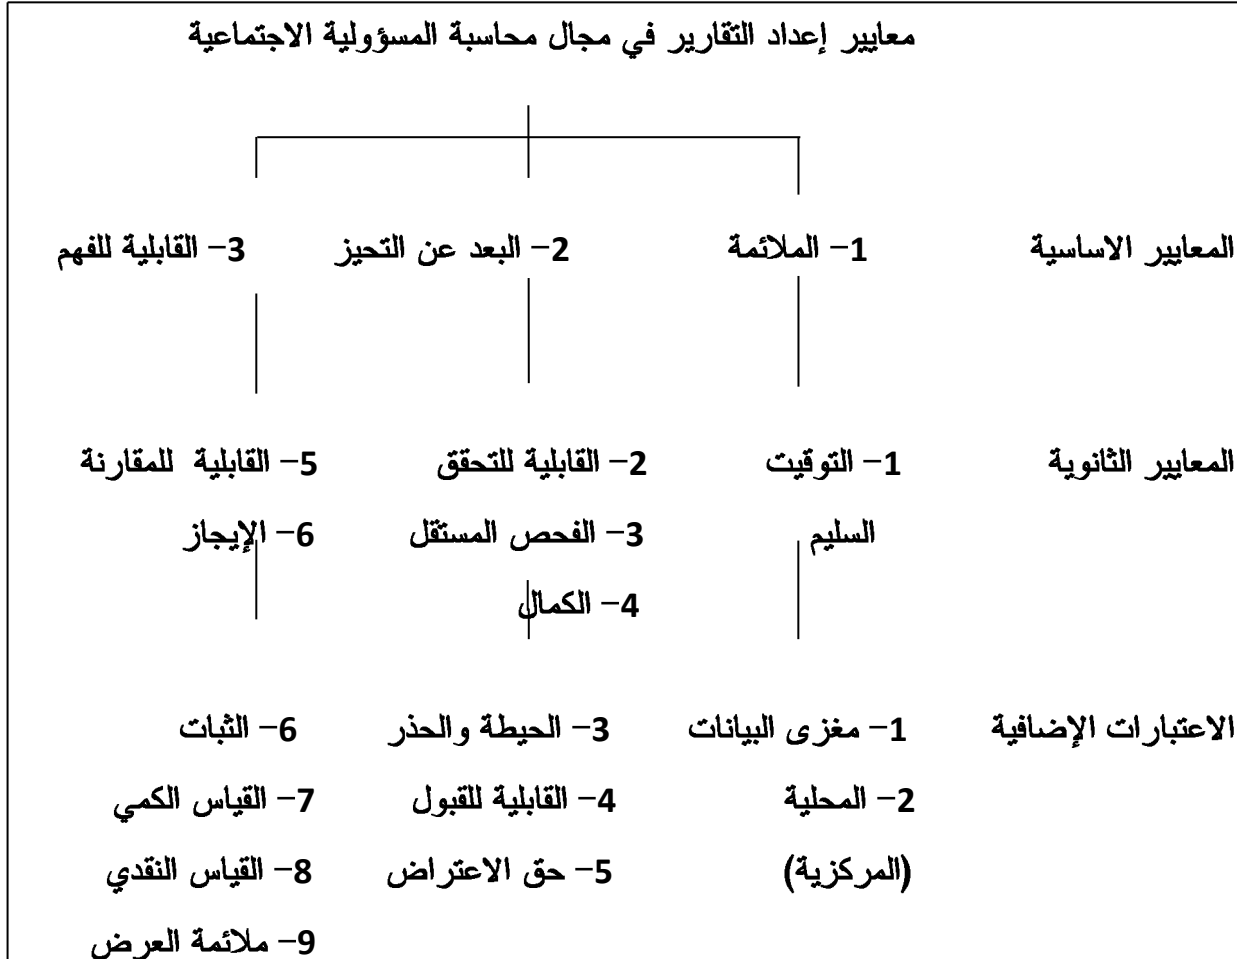 معايير إعداد التقارير في مجال محاسبة المسؤولية الاجتماعية
المعايير الاساسية 1- الملائمة 2- البعد عن التحيز 3- القابلية للفهم
المعايير الثانوية 1- التوقيت 2- القابلية للتحقق 5- القابلية للمقارنة
السليم 3- الفحص المستقل 6- الإيجاز
4- الكمال
الاعتبارات الإضافية 1- مغزى البيانات 3- الحيطة والحذر 6- الثبات
2- المحلية 4- القابلية للقبول 7- القياس الكمي
(المركزية) 5- حق الاعتراض 8- القياس النقدي
9- ملائمة العرض